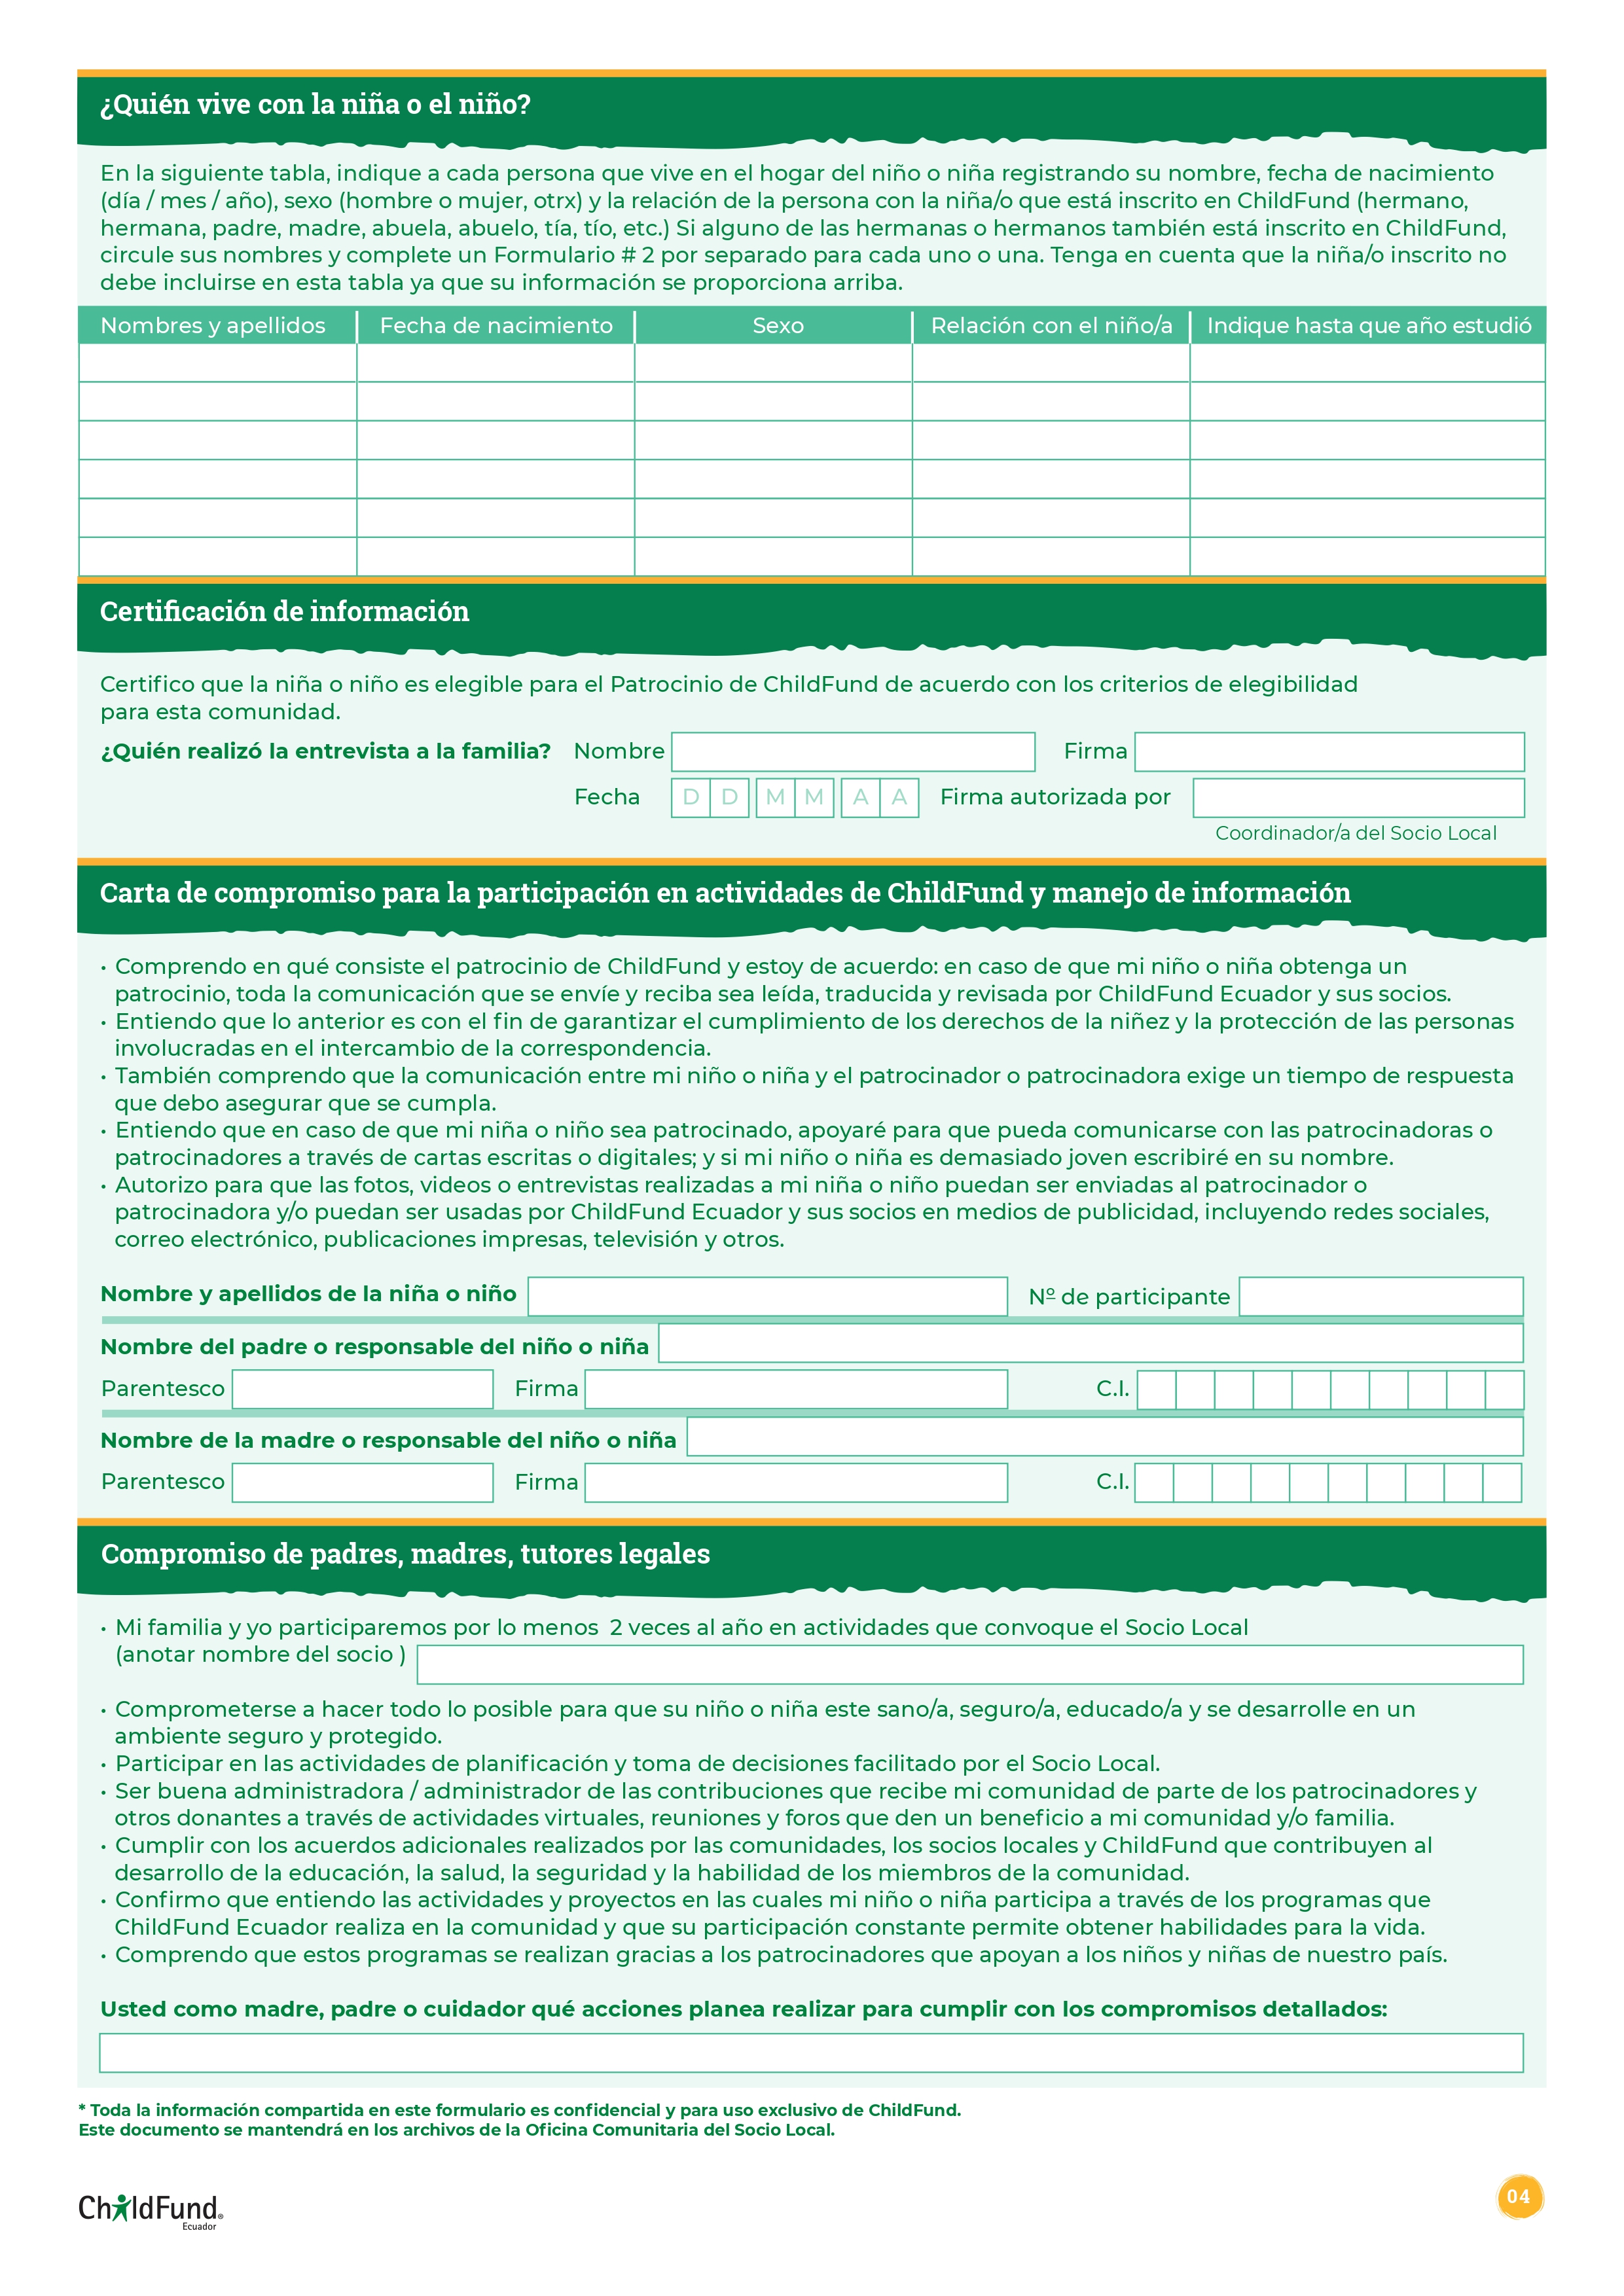 ¿Quién vive con la niña o el niño?
En la siguiente tabla, indique a cada persona que vive en el hogar del niño o niña registrando su nombre, fecha de nacimiento
(día / mes / año), sexo (hombre o mujer, otrx) y la relación de la persona con la niña/o que está inscrito en ChildFund (hermano,
hermana, padre, madre, abuela, abuelo, tía, tío, etc.) Si alguno de las hermanas o hermanos también está inscrito en ChildFund,
circule sus nombres y complete un Formulario # 2 por separado para cada uno o una. Tenga en cuenta que la niña/o inscrito no
debe incluirse en esta tabla ya que su información se proporciona arriba.
Nombres y apellidos Fecha de nacimiento Sexo Relación con el niño/a Indique hasta que año estudió
Certificación de información
Certifico que la niña o niño es elegible para el Patrocinio de ChildFund de acuerdo con los criterios de elegibilidad
para esta comunidad.
¿Quién realizó la entrevista a la familia? Nombre Firma
Fecha D D M M A A Firma autorizada por
Coordinador/a del Socio Local
Carta de compromiso para la participación en actividades de ChildFund y manejo de información
• Comprendo en qué consiste el patrocinio de ChildFund y estoy de acuerdo: en caso de que mi niño o niña obtenga un
patrocinio, toda la comunicación que se envíe y reciba sea leída, traducida y revisada por ChildFund Ecuador y sus socios.
• Entiendo que lo anterior es con el fin de garantizar el cumplimiento de los derechos de la niñez y la protección de las personas
involucradas en el intercambio de la correspondencia.
• También comprendo que la comunicación entre mi niño o niña y el patrocinador o patrocinadora exige un tiempo de respuesta
que debo asegurar que se cumpla.
• Entiendo que en caso de que mi niña o niño sea patrocinado, apoyaré para que pueda comunicarse con las patrocinadoras o
patrocinadores a través de cartas escritas o digitales; y si mi niño o niña es demasiado joven escribiré en su nombre.
• Autorizo para que las fotos, videos o entrevistas realizadas a mi niña o niño puedan ser enviadas al patrocinador o
patrocinadora y/o puedan ser usadas por ChildFund Ecuador y sus socios en medios de publicidad, incluyendo redes sociales,
correo electrónico, publicaciones impresas, televisión y otros.
Nombre y apellidos de la niña o niño Nº de participante
Nombre del padre o responsable del niño o niña
Parentesco Firma C.I.
Nombre de la madre o responsable del niño o niña
Parentesco Firma C.I.
Compromiso de padres, madres, tutores legales
• Mi familia y yo participaremos por lo menos 2 veces al año en actividades que convoque el Socio Local
(anotar nombre del socio )
• Comprometerse a hacer todo lo posible para que su niño o niña este sano/a, seguro/a, educado/a y se desarrolle en un
ambiente seguro y protegido.
• Participar en las actividades de planificación y toma de decisiones facilitado por el Socio Local.
• Ser buena administradora / administrador de las contribuciones que recibe mi comunidad de parte de los patrocinadores y
otros donantes a través de actividades virtuales, reuniones y foros que den un beneficio a mi comunidad y/o familia.
• Cumplir con los acuerdos adicionales realizados por las comunidades, los socios locales y ChildFund que contribuyen al
desarrollo de la educación, la salud, la seguridad y la habilidad de los miembros de la comunidad.
• Confirmo que entiendo las actividades y proyectos en las cuales mi niño o niña participa a través de los programas que
ChildFund Ecuador realiza en la comunidad y que su participación constante permite obtener habilidades para la vida.
• Comprendo que estos programas se realizan gracias a los patrocinadores que apoyan a los niños y niñas de nuestro país.
Usted como madre, padre o cuidador qué acciones planea realizar para cumplir con los compromisos detallados:
* Toda la información compartida en este formulario es confidencial y para uso exclusivo de ChildFund.
Este documento se mantendrá en los archivos de la Oficina Comunitaria del Socio Local.
ChildFund®
Ecuador
04